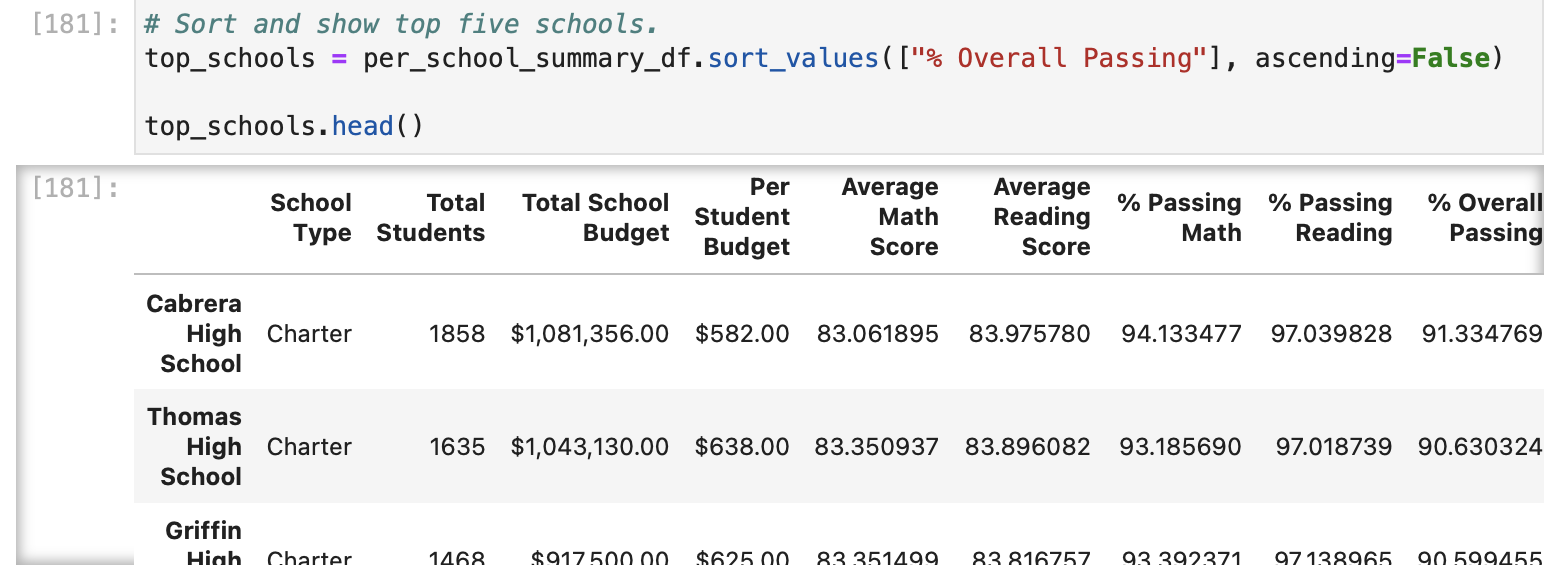 [181]: # Sort and show top five schools.
top_schools = per_school_summary_df.sort_values(["% Overall Passing"], ascending=False)
top_schools.head()
[181]:
School Type Total Students Total School Budget Per Student Budget Average Math Score Average Reading Score % Passing Math % Passing Reading % Overall Passing
Cabrera High School Charter 1858 $1,081,356.00 $582.00 83.061895 83.975780 94.133477 97.039828 91.334769
Thomas High School Charter 1635 $1,043,130.00 $638.00 83.350937 83.896082 93.185690 97.018739 90.630324
Griffin High Charter 1468 $917,500.00 $625.00 83.351499 83.816757 93.392371 97.138965 90.599455